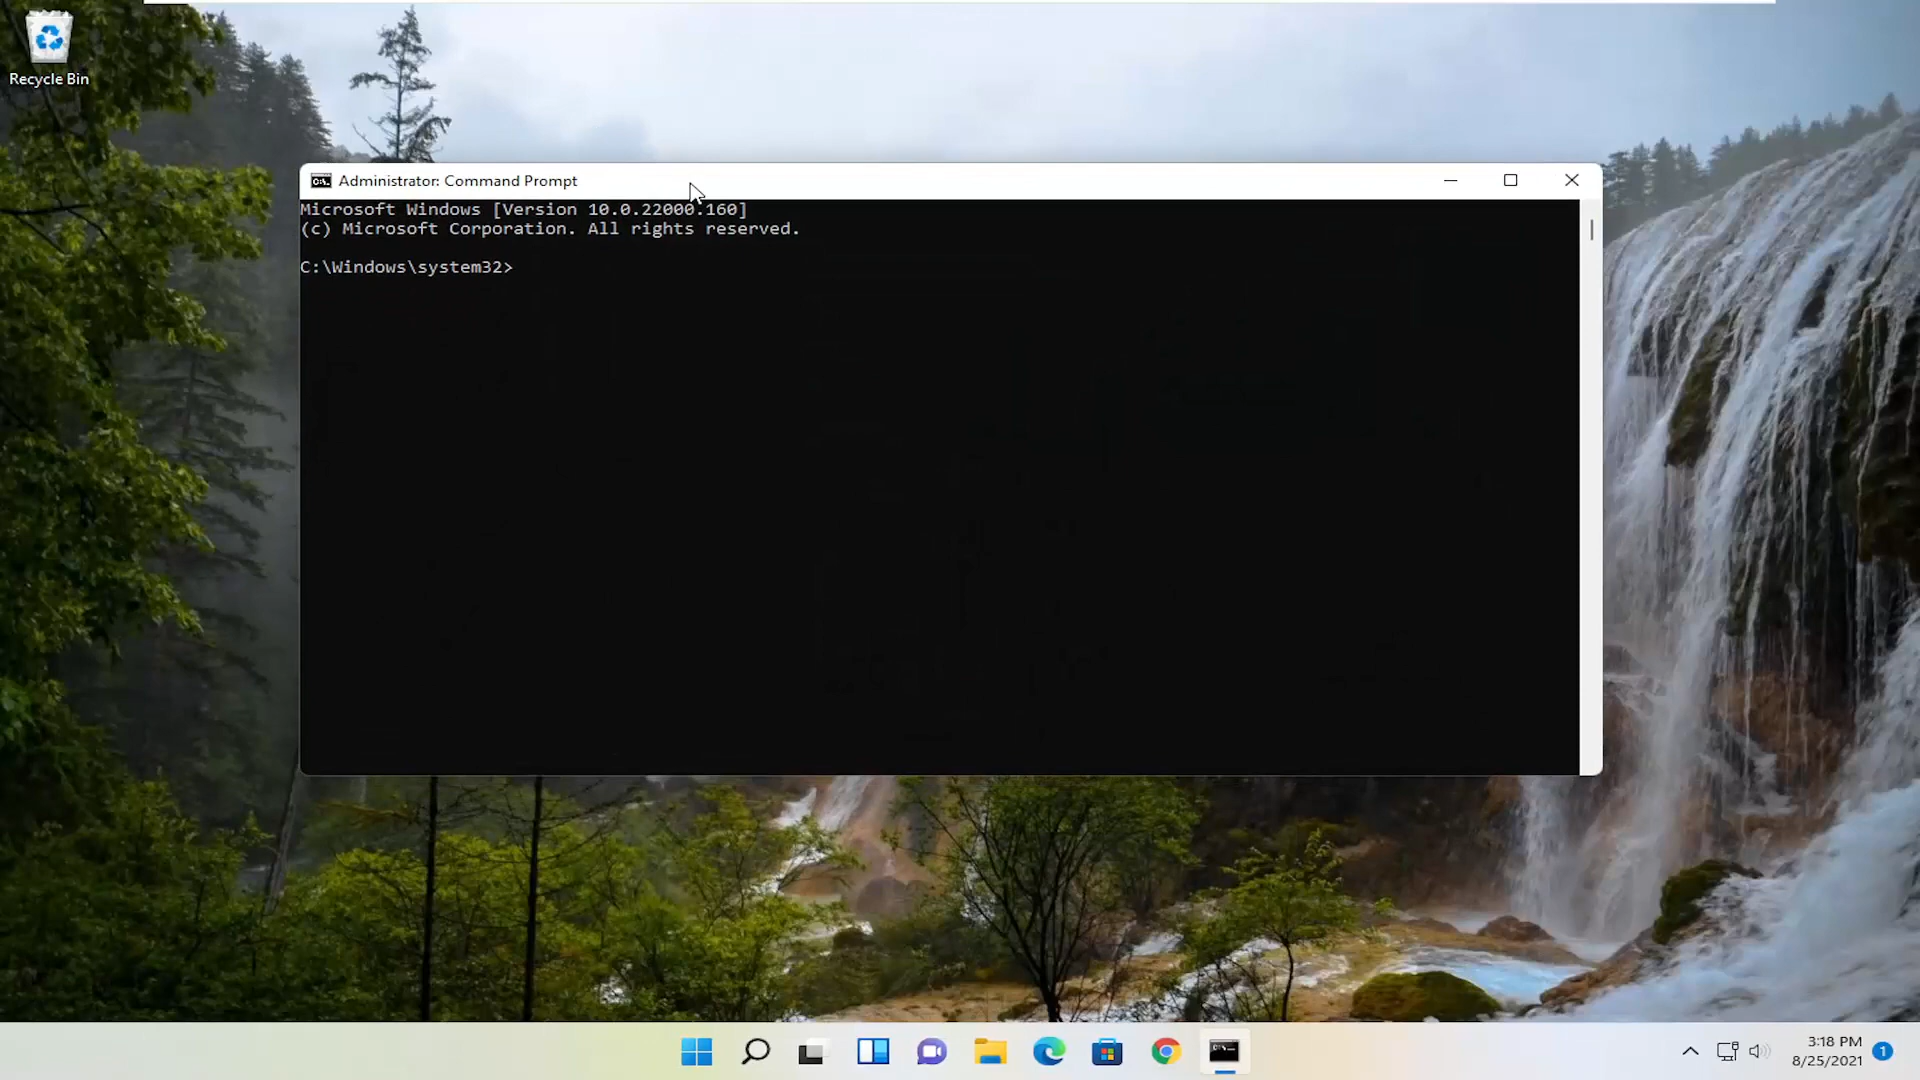 Recycle Bin
Administrator: Command Prompt
Microsoft Windows [Version 10.0.22000.160]
(c) Microsoft Corporation. All rights reserved.
C:\Windows\system32>
3:18 PM
8/25/2021
1